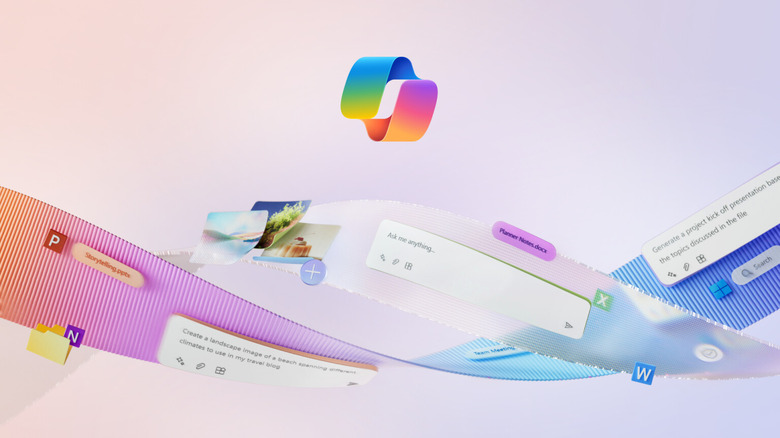 P
Storytelling.pptx
N
Create a landscape image of a beach spanning different
climates to use in my travel blog
Ask me anything...
Planner Notes.docx
X
W
Generate a project kick off presentation base
the topics discussed in the file
Search